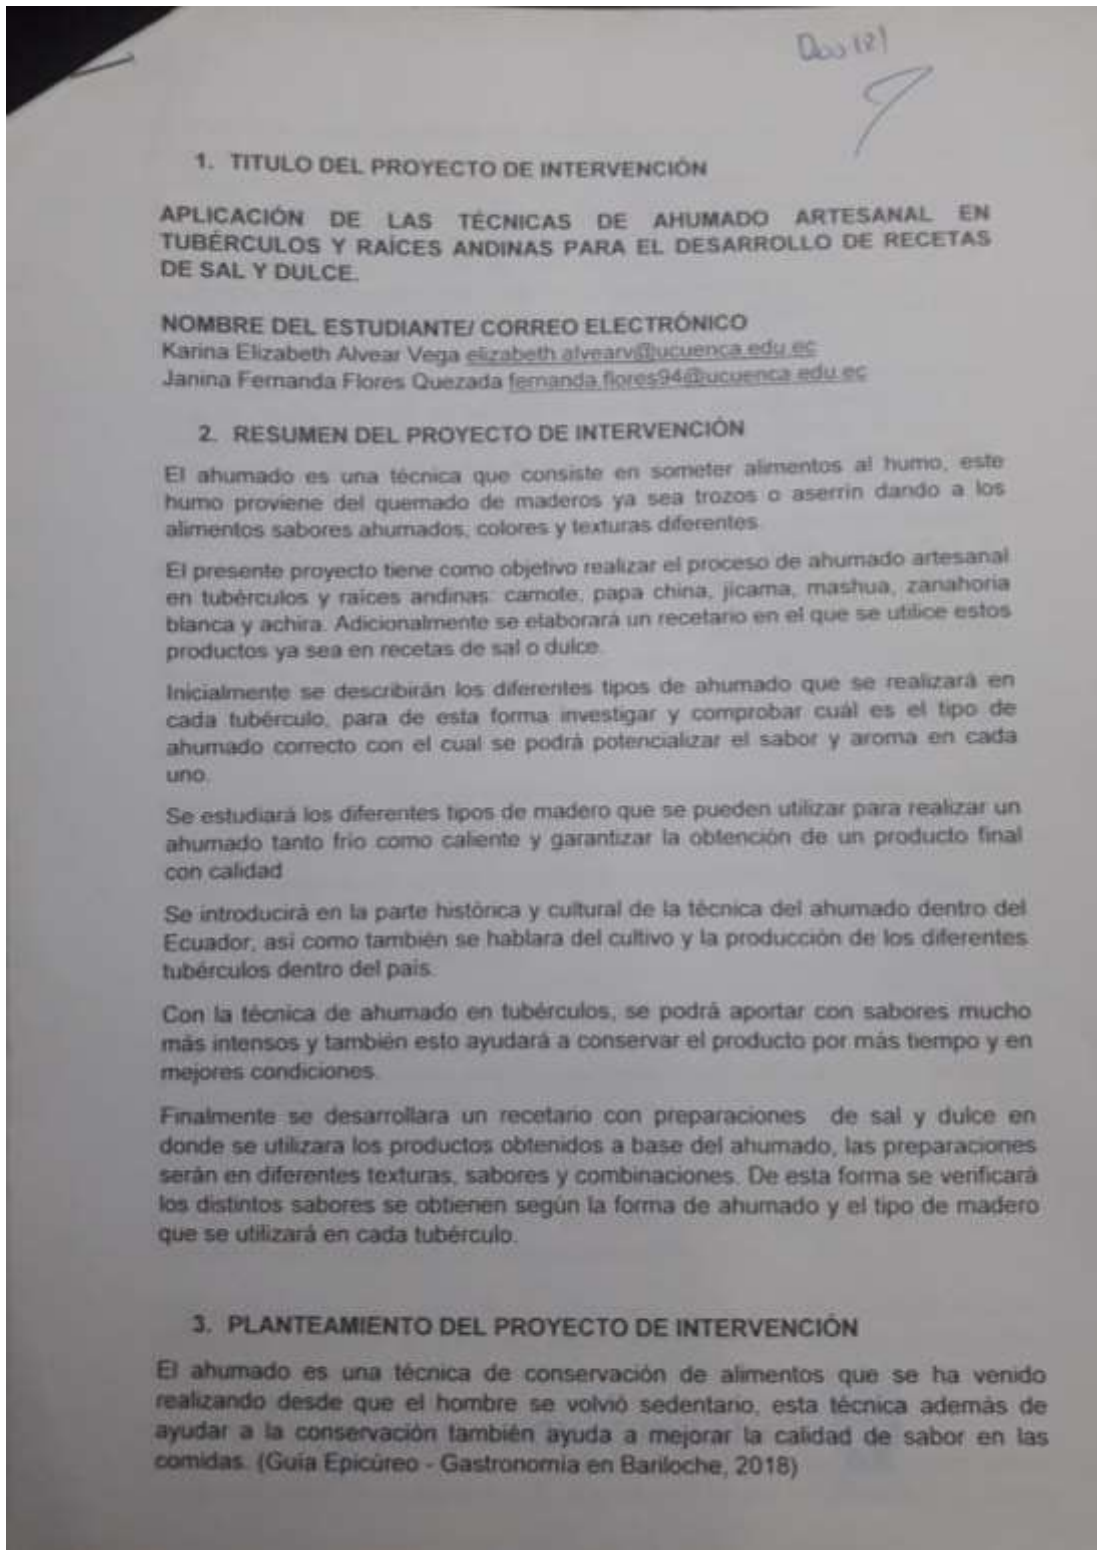 1. TITULO DEL PROYECTO DE INTERVENCIÓN
APLICACIÓN DE LAS TÉCNICAS DE AHUMADO ARTESANAL EN
TUBÉRCULOS Y RAÍCES ANDINAS PARA EL DESARROLLO DE RECETAS
DE SAL Y DULCE.
NOMBRE DEL ESTUDIANTE/ CORREO ELECTRÓNICO
Karina Elizabeth Alvear Vega elizabeth.alvearv@ucuenca.edu.ec
Janina Fernanda Flores Quezada fernanda.flores94@ucuenca.edu.ec
2. RESUMEN DEL PROYECTO DE INTERVENCIÓN
El ahumado es una técnica que consiste en someter alimentos al humo, este
humo proviene del quemado de maderos ya sea trozos o aserrín dando a los
alimentos sabores ahumados, colores y texturas diferentes.
El presente proyecto tiene como objetivo realizar el proceso de ahumado artesanal
en tubérculos y raíces andinas: camote, papa china, jícama, mashua, zanahoria
blanca y achira. Adicionalmente se elaborará un recetario en el que se utilice estos
productos ya sea en recetas de sal o dulce.
Inicialmente se describirán los diferentes tipos de ahumado que se realizará en
cada tubérculo, para de esta forma investigar y comprobar cuál es el tipo de
ahumado correcto con el cual se podrá potencializar el sabor y aroma en cada
uno.
Se estudiará los diferentes tipos de madero que se pueden utilizar para realizar un
ahumado tanto frío como caliente y garantizar la obtención de un producto final
con calidad
Se introducirá en la parte histórica y cultural de la técnica del ahumado dentro del
Ecuador, así como también se hablara del cultivo y la producción de los diferentes
tubérculos dentro del país.
Con la técnica de ahumado en tubérculos, se podrá aportar con sabores mucho
más intensos y también esto ayudará a conservar el producto por más tiempo y en
mejores condiciones.
Finalmente se desarrollara un recetario con preparaciones de sal y dulce en
donde se utilizara los productos obtenidos a base del ahumado, las preparaciones
serán en diferentes texturas, sabores y combinaciones. De esta forma se verificará
los distintos sabores se obtienen según la forma de ahumado y el tipo de madero
que se utilizará en cada tubérculo.
3. PLANTEAMIENTO DEL PROYECTO DE INTERVENCIÓN
El ahumado es una técnica de conservación de alimentos que se ha venido
realizando desde que el hombre se volvió sedentario, esta técnica además de
ayudar a la conservación también ayuda a mejorar la calidad de sabor en las
comidas. (Guía Epicúreo - Gastronomía en Bariloche, 2018)